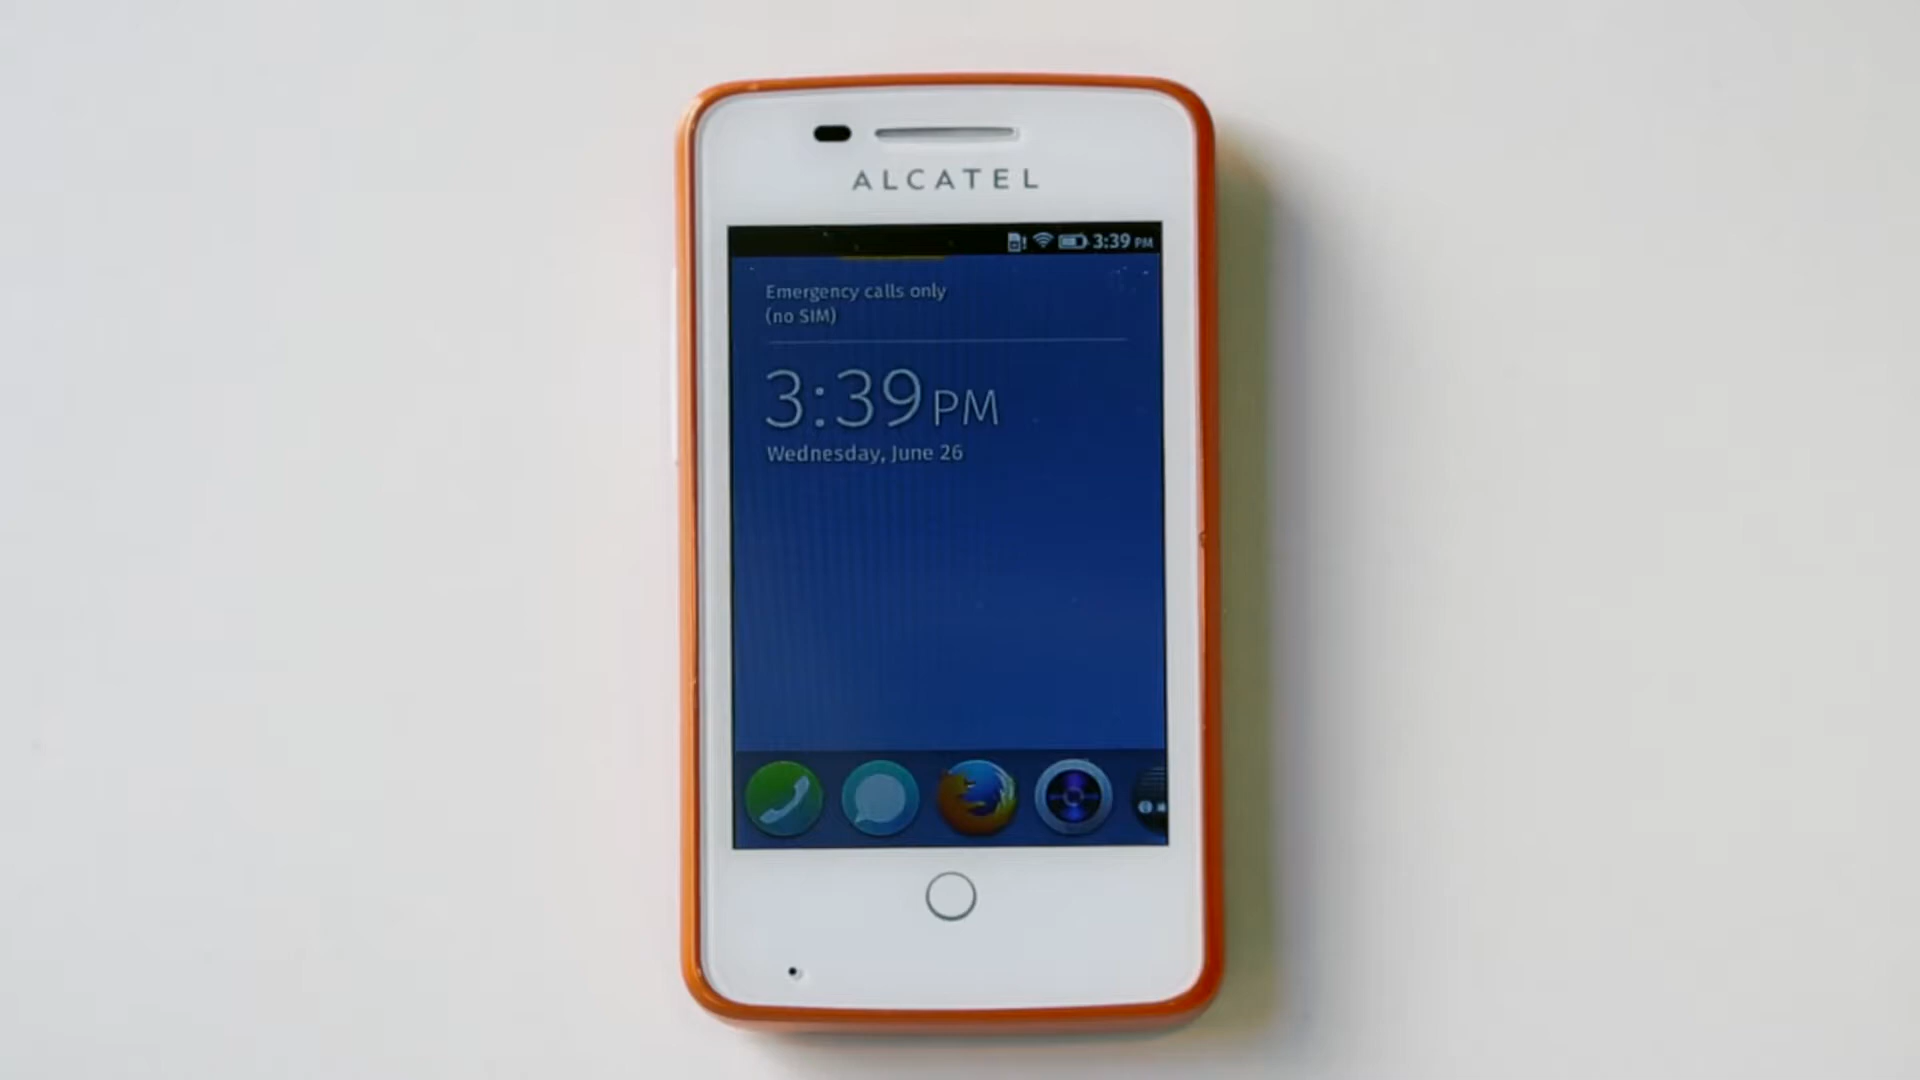 ALCATEL
3:39 PM
Emergency calls only
(no SIM)
3:39 PM
Wednesday, June 26